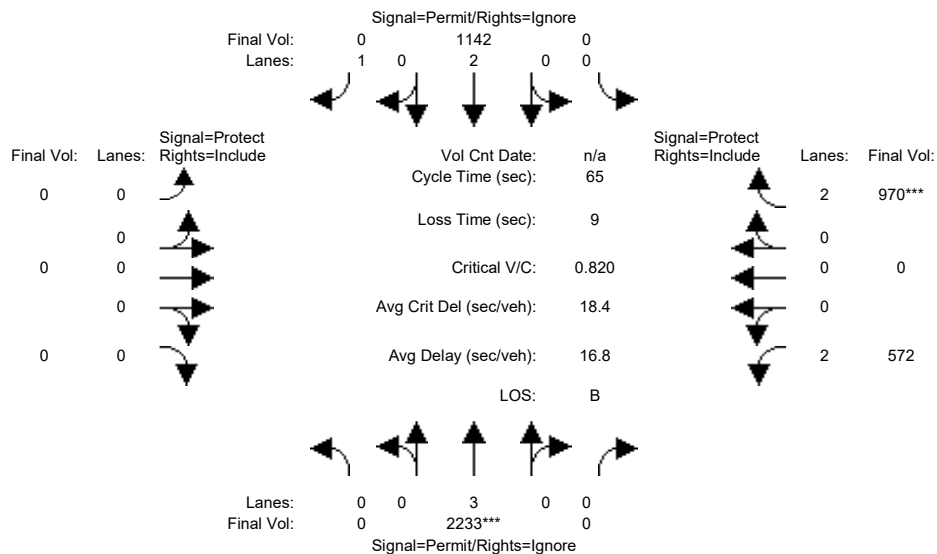 Signal=Permit/Rights=Ignore
Final Vol: 0 1142 0
Lanes: 1 0 2 0 0
Signal=Protect
Final Vol: Lanes: Rights=Include
Vol Cnt Date: n/a
Signal=Protect
Rights=Include Lanes: Final Vol:
Cycle Time (sec): 65
0 0
2 970***
Loss Time (sec): 9
0
0
0 0
Critical V/C: 0.820
0 0
0
Avg Crit Del (sec/veh): 18.4
0
0 0
Avg Delay (sec/veh): 16.8
2 572
LOS: B
Lanes: 0 0 3 0 0
Final Vol: 0 2233*** 0
Signal=Permit/Rights=Ignore